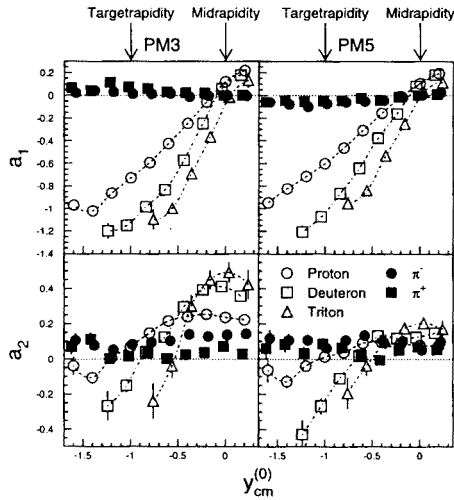 Targetrapidity Midrapidity Targetrapidity Midrapidity
PM3 PM5
0.2
0
-0.2
-0.4
-0.6
-0.8
-1
-1.2
-1.4
a1
0.4
0.2
0
-0.2
-0.4
a2
Proton π-
Deuteron π+
Triton
-1.5 -1 -0.5 0 -1.5 -1 -0.5 0
y(0)cm